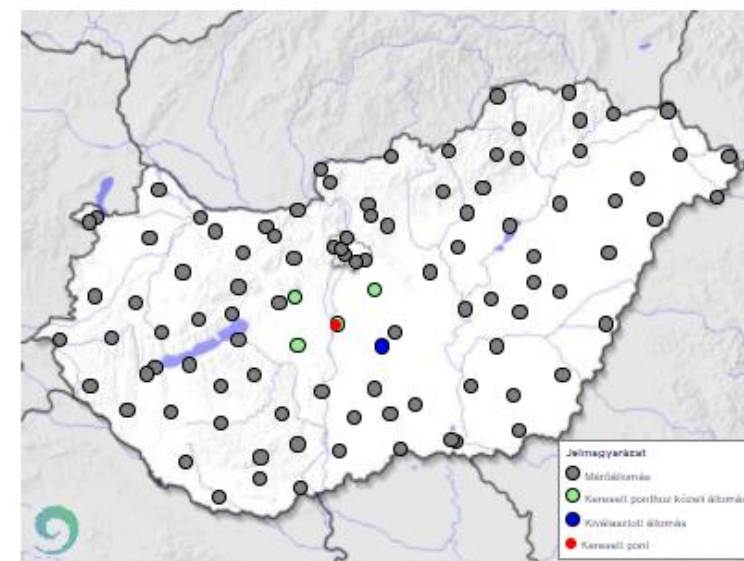 Jelmagyarázat
Mérőállomás
Keresett ponthoz közeli állomás
Kiválasztott állomás
Keresett pont